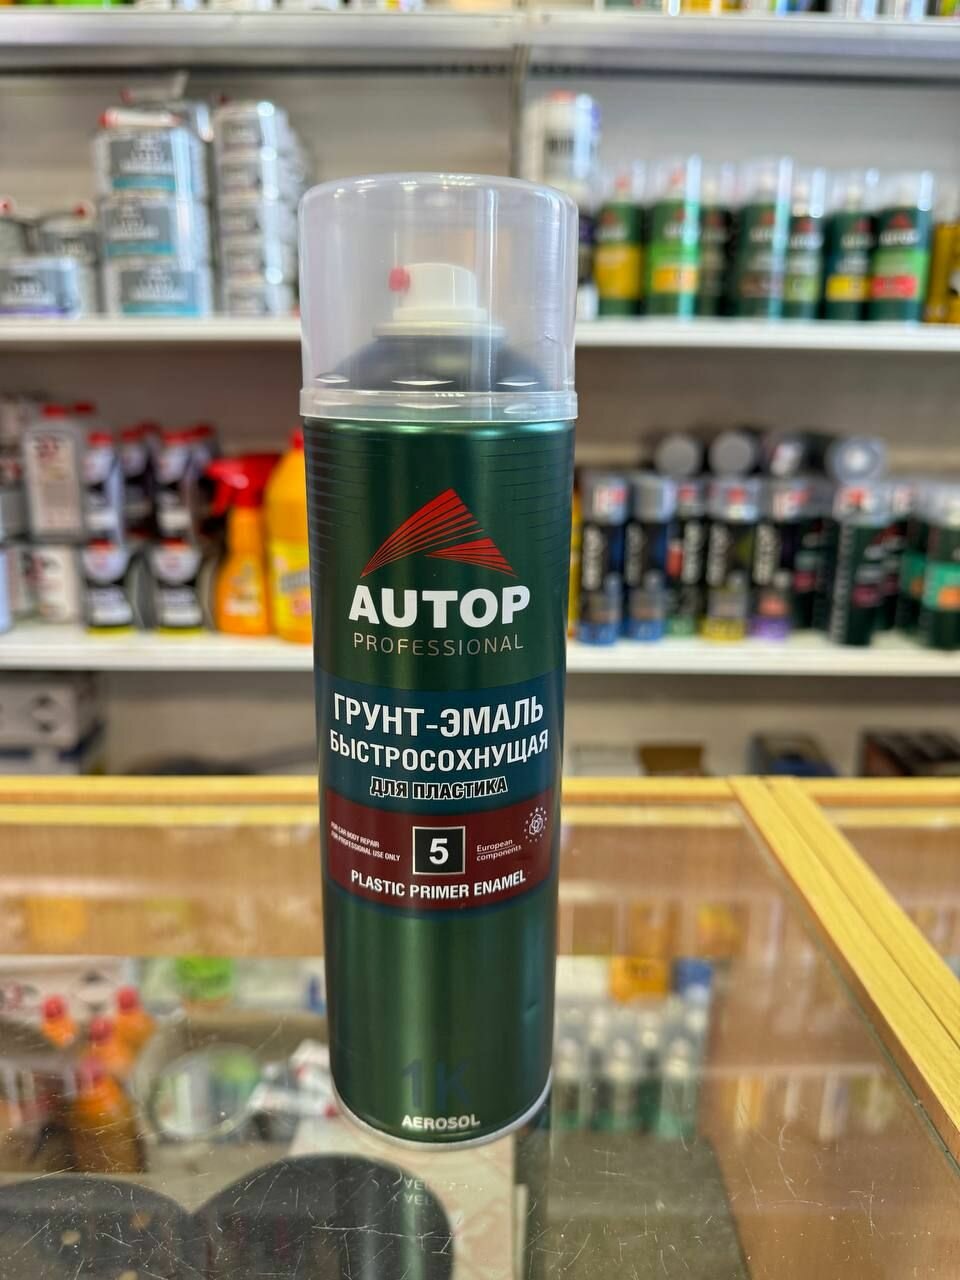 AUTOP
PROFESSIONAL
ГРУНТ-ЭМАЛЬ
БЫСТРОСОХНУЩАЯ
ДЛЯ ПЛАСТИКА
FOR CAR BODY REPAIR
FOR PROFESSIONAL USE ONLY
5
European
components
PLASTIC PRIMER ENAMEL
1K
AEROSOL
AUTOP